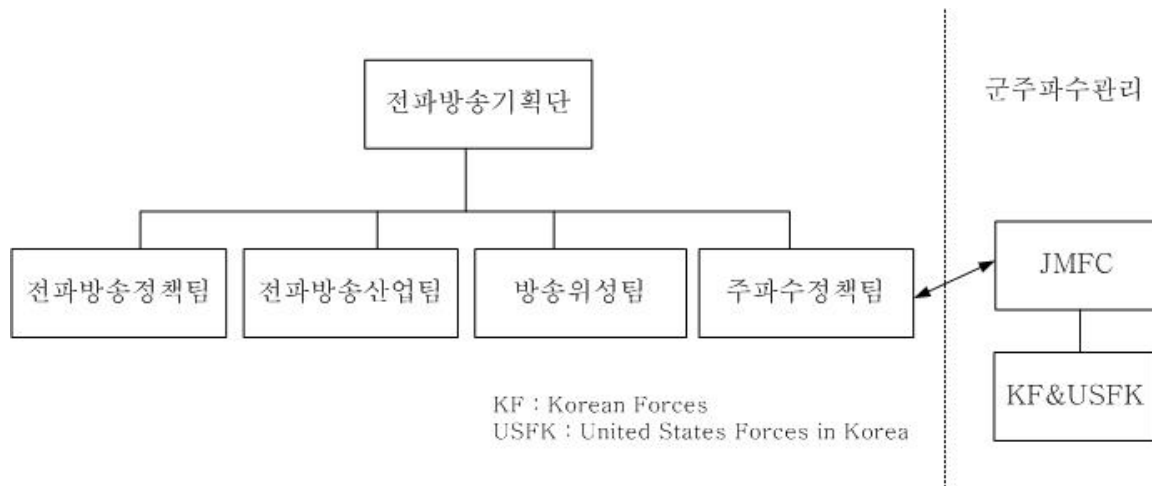 전파방송기획단
군주파수관리
전파방송정책팀
전파방송산업팀
방송위성팀
주파수정책팀
JMFC
KF&USFK
KF : Korean Forces
USFK : United States Forces in Korea